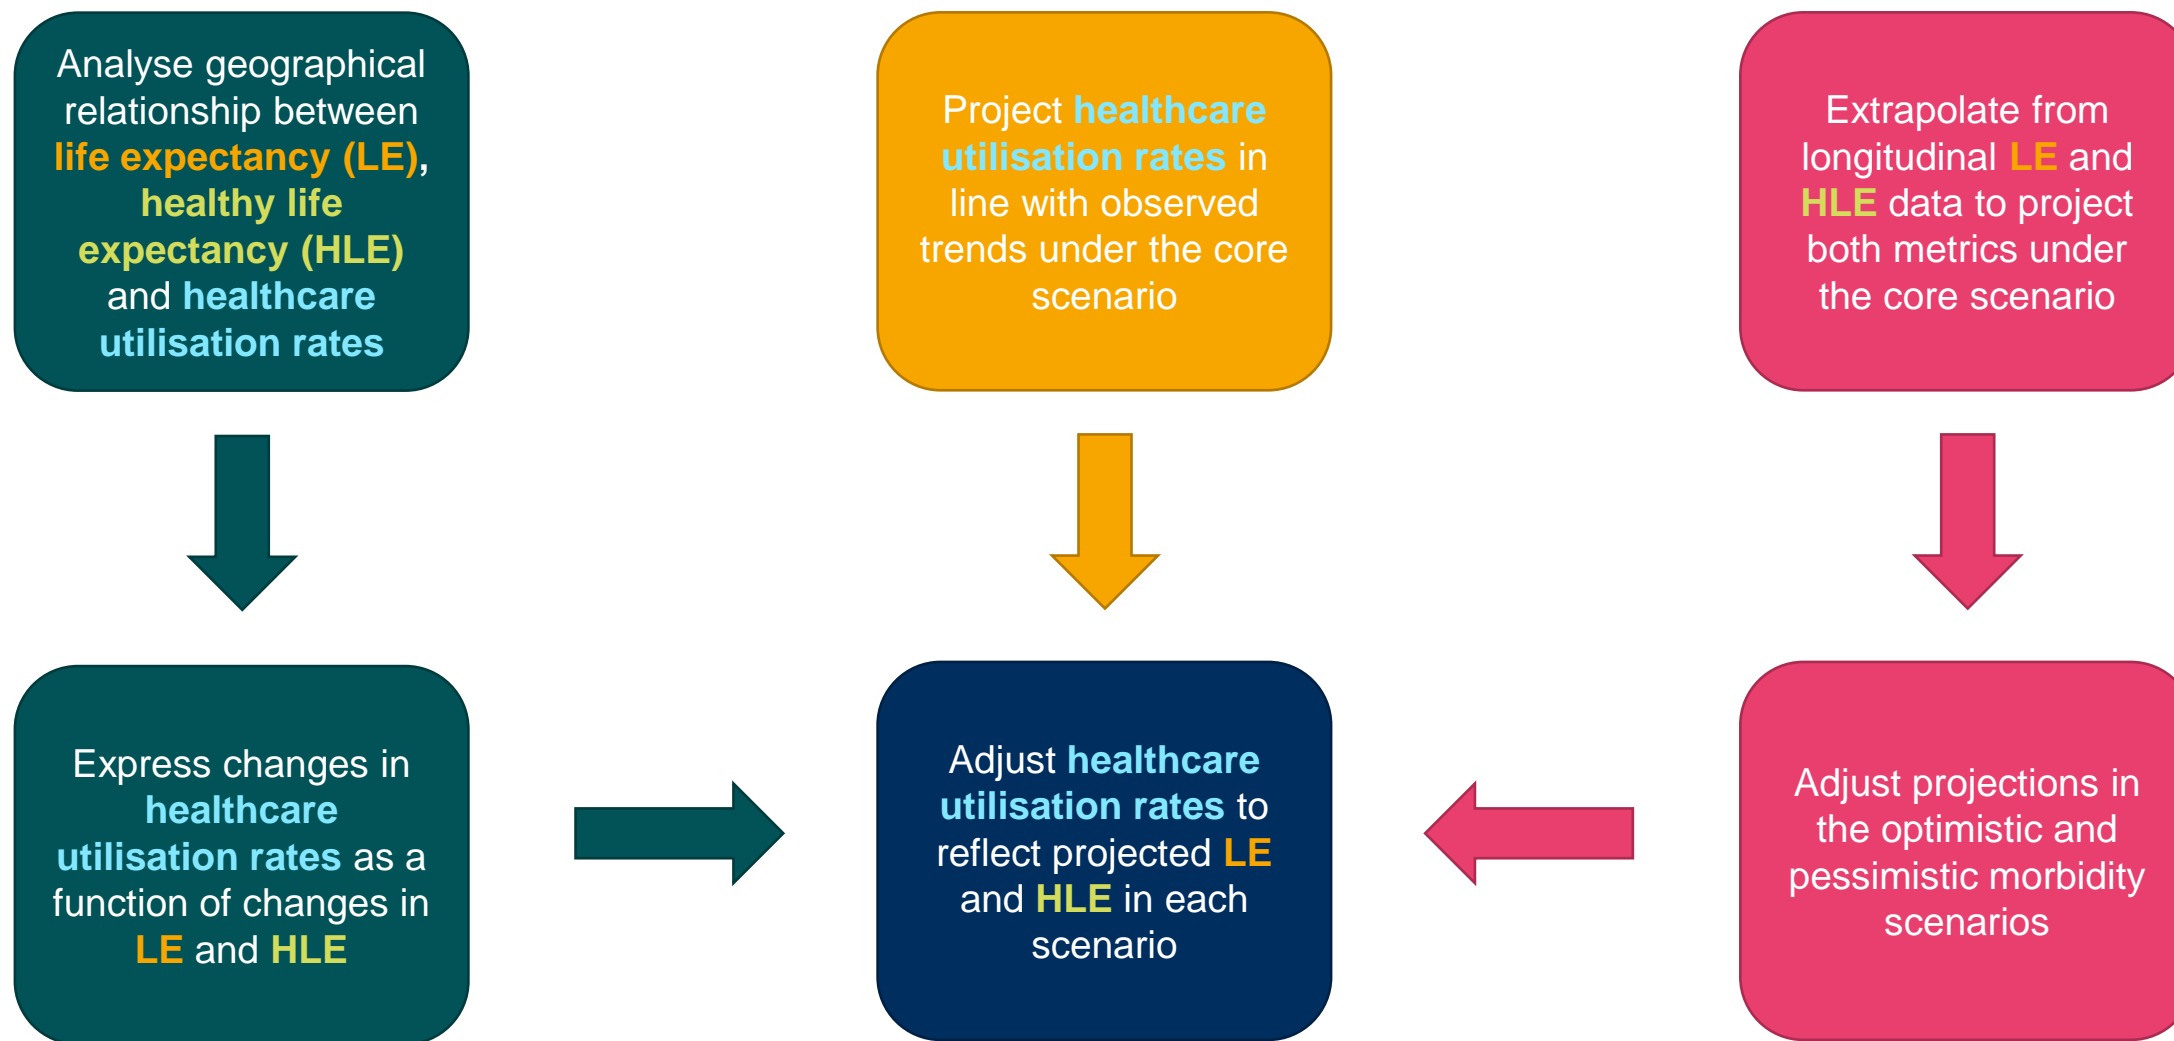 Analyse geographical
relationship between
life expectancy (LE),
healthy life
expectancy (HLE)
and healthcare
utilisation rates
Project healthcare
utilisation rates in
line with observed
trends under the core
scenario
Extrapolate from
longitudinal LE and
HLE data to project
both metrics under
the core scenario
Express changes in
healthcare
utilisation rates as a
function of changes in
LE and HLE
Adjust healthcare
utilisation rates to
reflect projected LE
and HLE in each
scenario
Adjust projections in
the optimistic and
pessimistic morbidity
scenarios